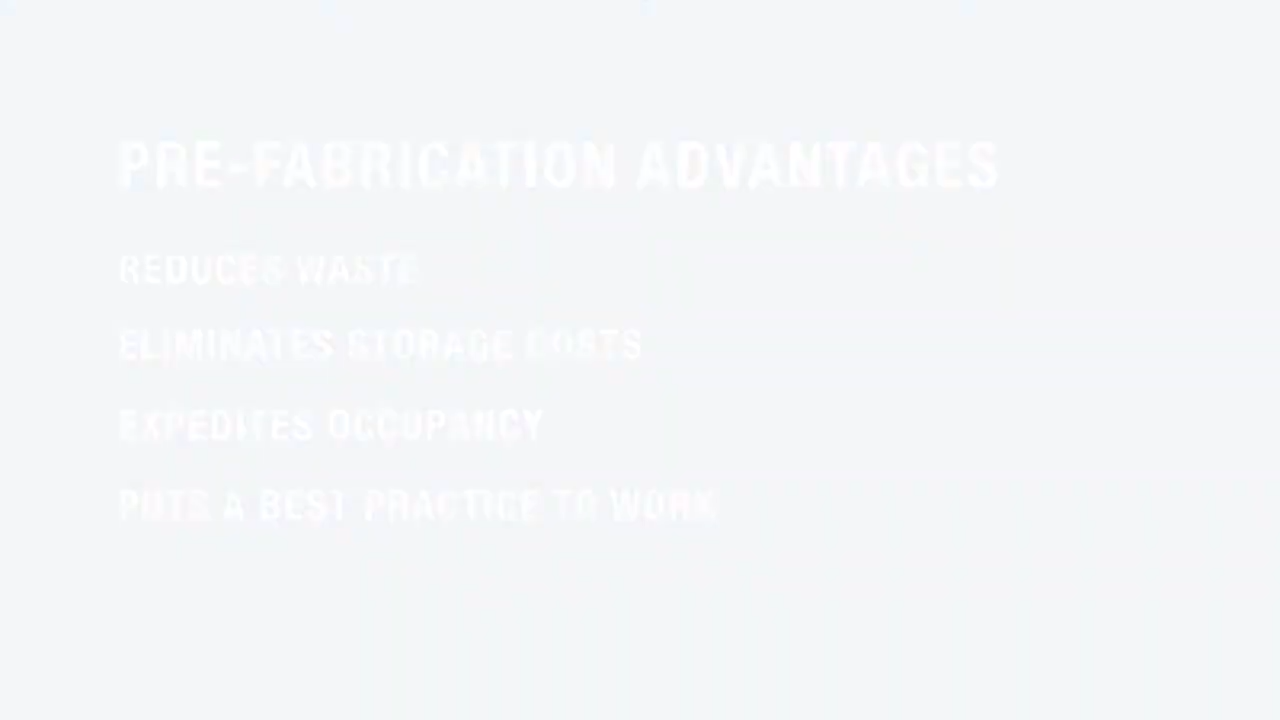 PRE-FABRICATION ADVANTAGES
REDUCES WASTE
ELIMINATES STORAGE COSTS
EXPEDITES OCCUPANCY
PUTS A BEST PRACTICE TO WORK